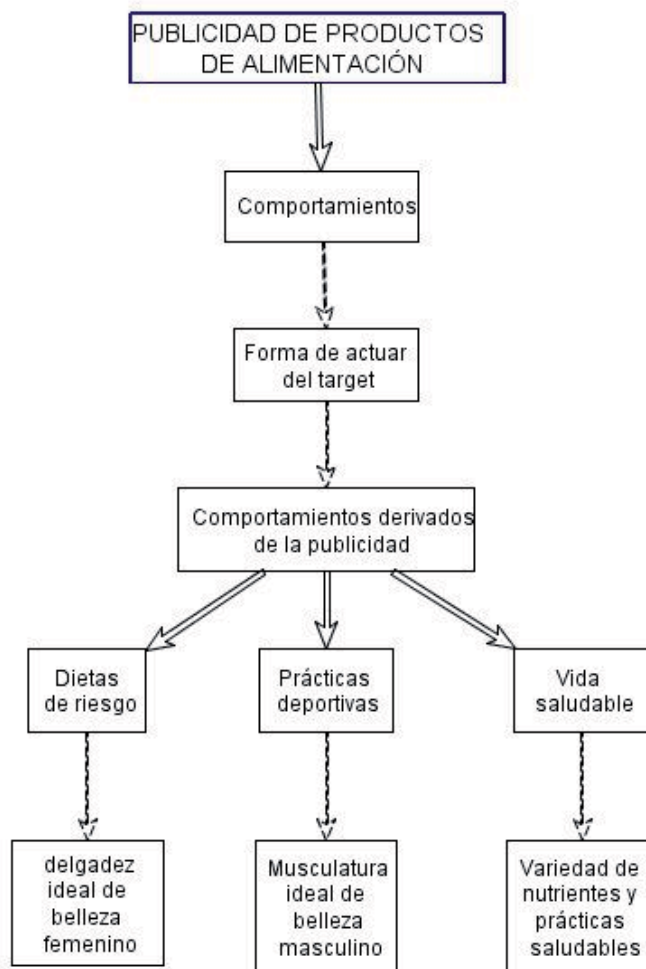 PUBLICIDAD DE PRODUCTOS
DE ALIMENTACIÓN
Comportamientos
Forma de actuar
del target
Comportamientos derivados
de la publicidad
Dietas
de riesgo
Prácticas
deportivas
Vida
saludable
delgadez
ideal de
belleza
femenino
Musculatura
ideal de
belleza
masculino
Variedad de
nutrientes y
prácticas
saludables